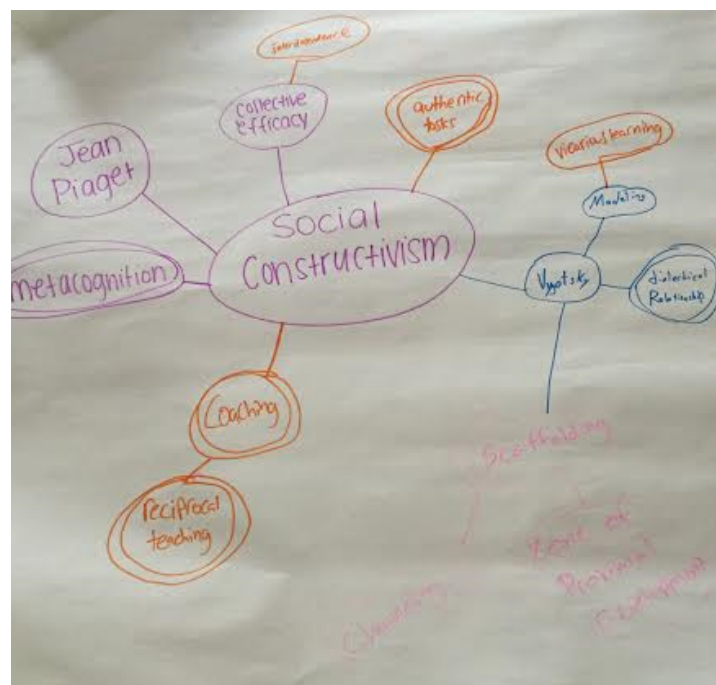 interdependence
collective
efficacy
authentic
tasks
Jean
Piaget
vicarious learning
Modeling
Social
Constructivism
metacognition
Vygotsky
dialectical
Relationship
Coaching
reciprocal
teaching
Scaffolding
Zone of
Proximal
Development
Chunking